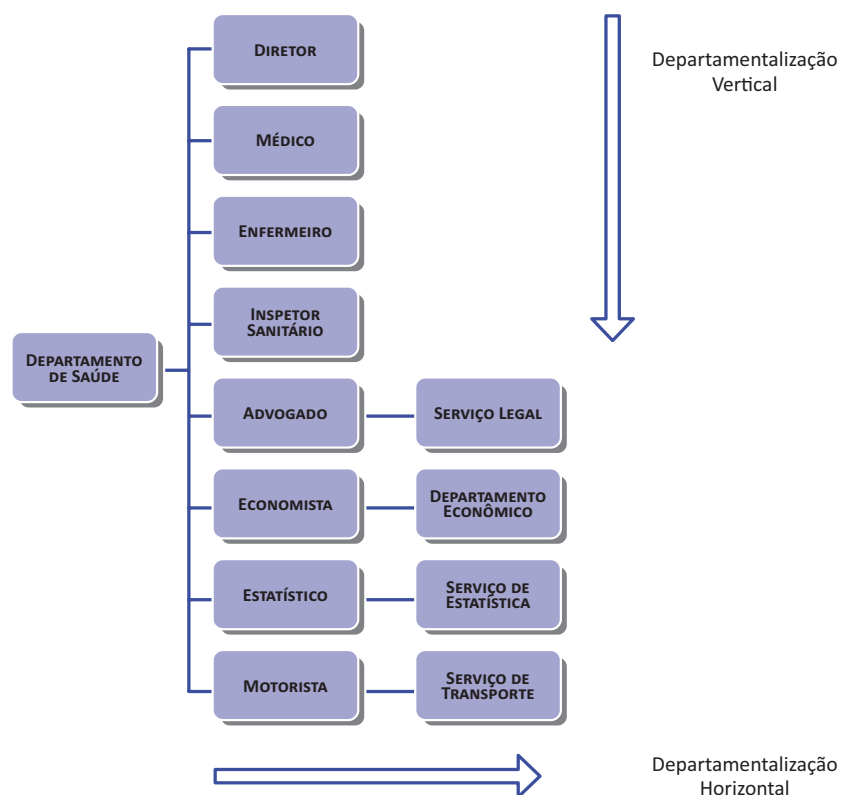 DIRETOR
Departamentalização
Vertical
MÉDICO
ENFERMEIRO
INSPETOR
SANITÁRIO
DEPARTAMENTO
DE SAÚDE
ADVOGADO
SERVIÇO LEGAL
ECONOMISTA
DEPARTAMENTO
ECONÔMICO
ESTATÍSTICO
SERVIÇO DE
ESTATÍSTICA
MOTORISTA
SERVIÇO DE
TRANSPORTE
Departamentalização
Horizontal